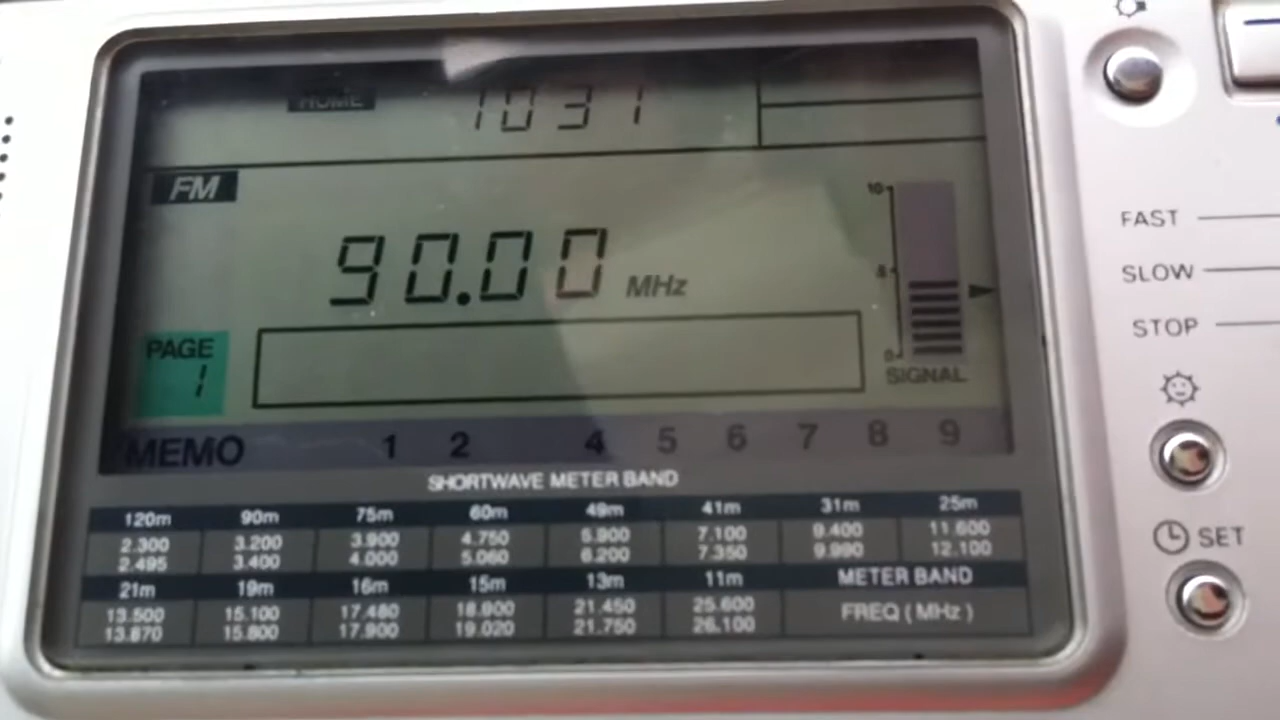 HOME 1031
FM
90.00 MHz
10
5
0
SIGNAL
PAGE
1
MEMO 1 2 4 5 6 7 8 9
SHORTWAVE METER BAND
120m 90m 75m 60m 49m 41m 31m 25m
2.300 3.200 3.900 4.750 5.900 7.100 9.400 11.600
2.495 3.400 4.000 5.060 6.200 7.350 9.990 12.100
21m 19m 16m 15m 13m 11m METER BAND
13.500 15.100 17.480 18.900 21.450 25.600 FREQ ( MHz )
13.870 15.800 17.900 19.020 21.750 26.100
FAST
SLOW
STOP
SET